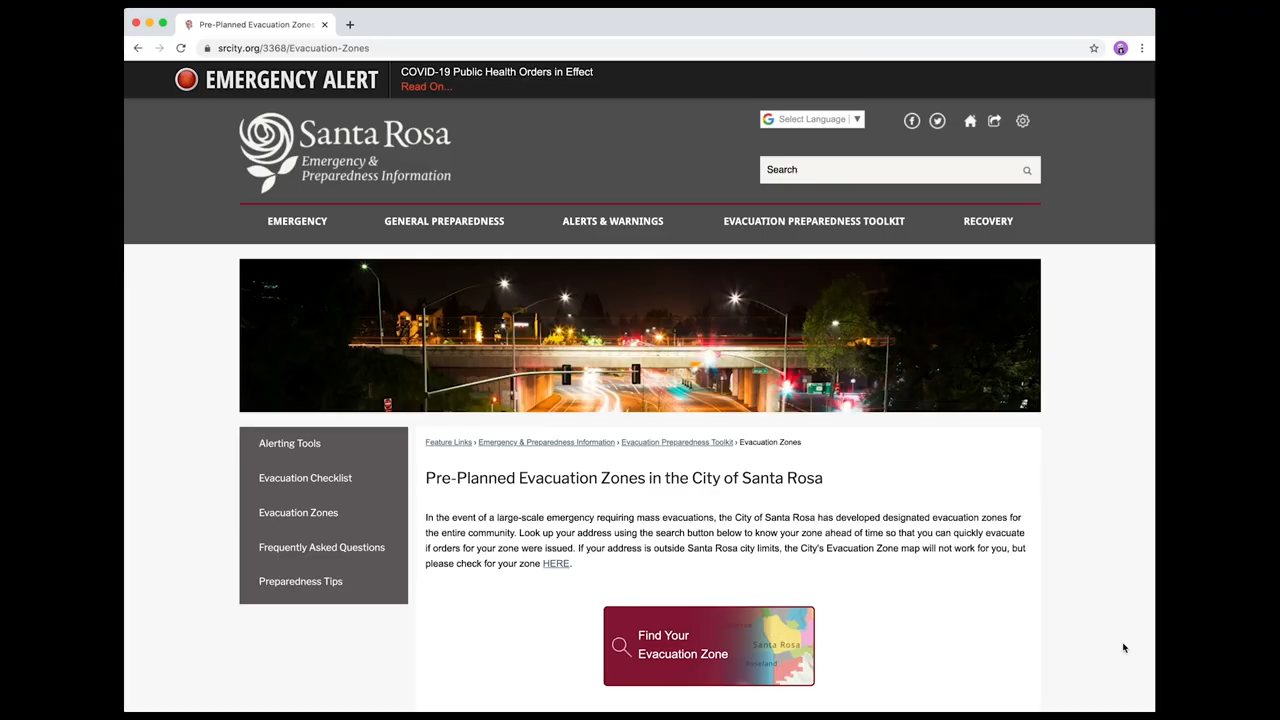 Pre-Planned Evacuation Zones
srcity.org/3368/Evacuation-Zones
EMERGENCY ALERT
COVID-19 Public Health Orders in Effect
Read On...
Santa Rosa
Emergency &
Preparedness Information
Select Language
Search
EMERGENCY
GENERAL PREPAREDNESS
ALERTS & WARNINGS
EVACUATION PREPAREDNESS TOOLKIT
RECOVERY
Alerting Tools
Evacuation Checklist
Evacuation Zones
Frequently Asked Questions
Preparedness Tips
Feature Links › Emergency & Preparedness Information › Evacuation Preparedness Toolkit › Evacuation Zones
Pre-Planned Evacuation Zones in the City of Santa Rosa
In the event of a large-scale emergency requiring mass evacuations, the City of Santa Rosa has developed designated evacuation zones for
the entire community. Look up your address using the search button below to know your zone ahead of time so that you can quickly evacuate
if orders for your zone were issued. If your address is outside Santa Rosa city limits, the City's Evacuation Zone map will not work for you, but
please check for your zone HERE.
Find Your
Evacuation Zone
Santa Rosa
Roseland